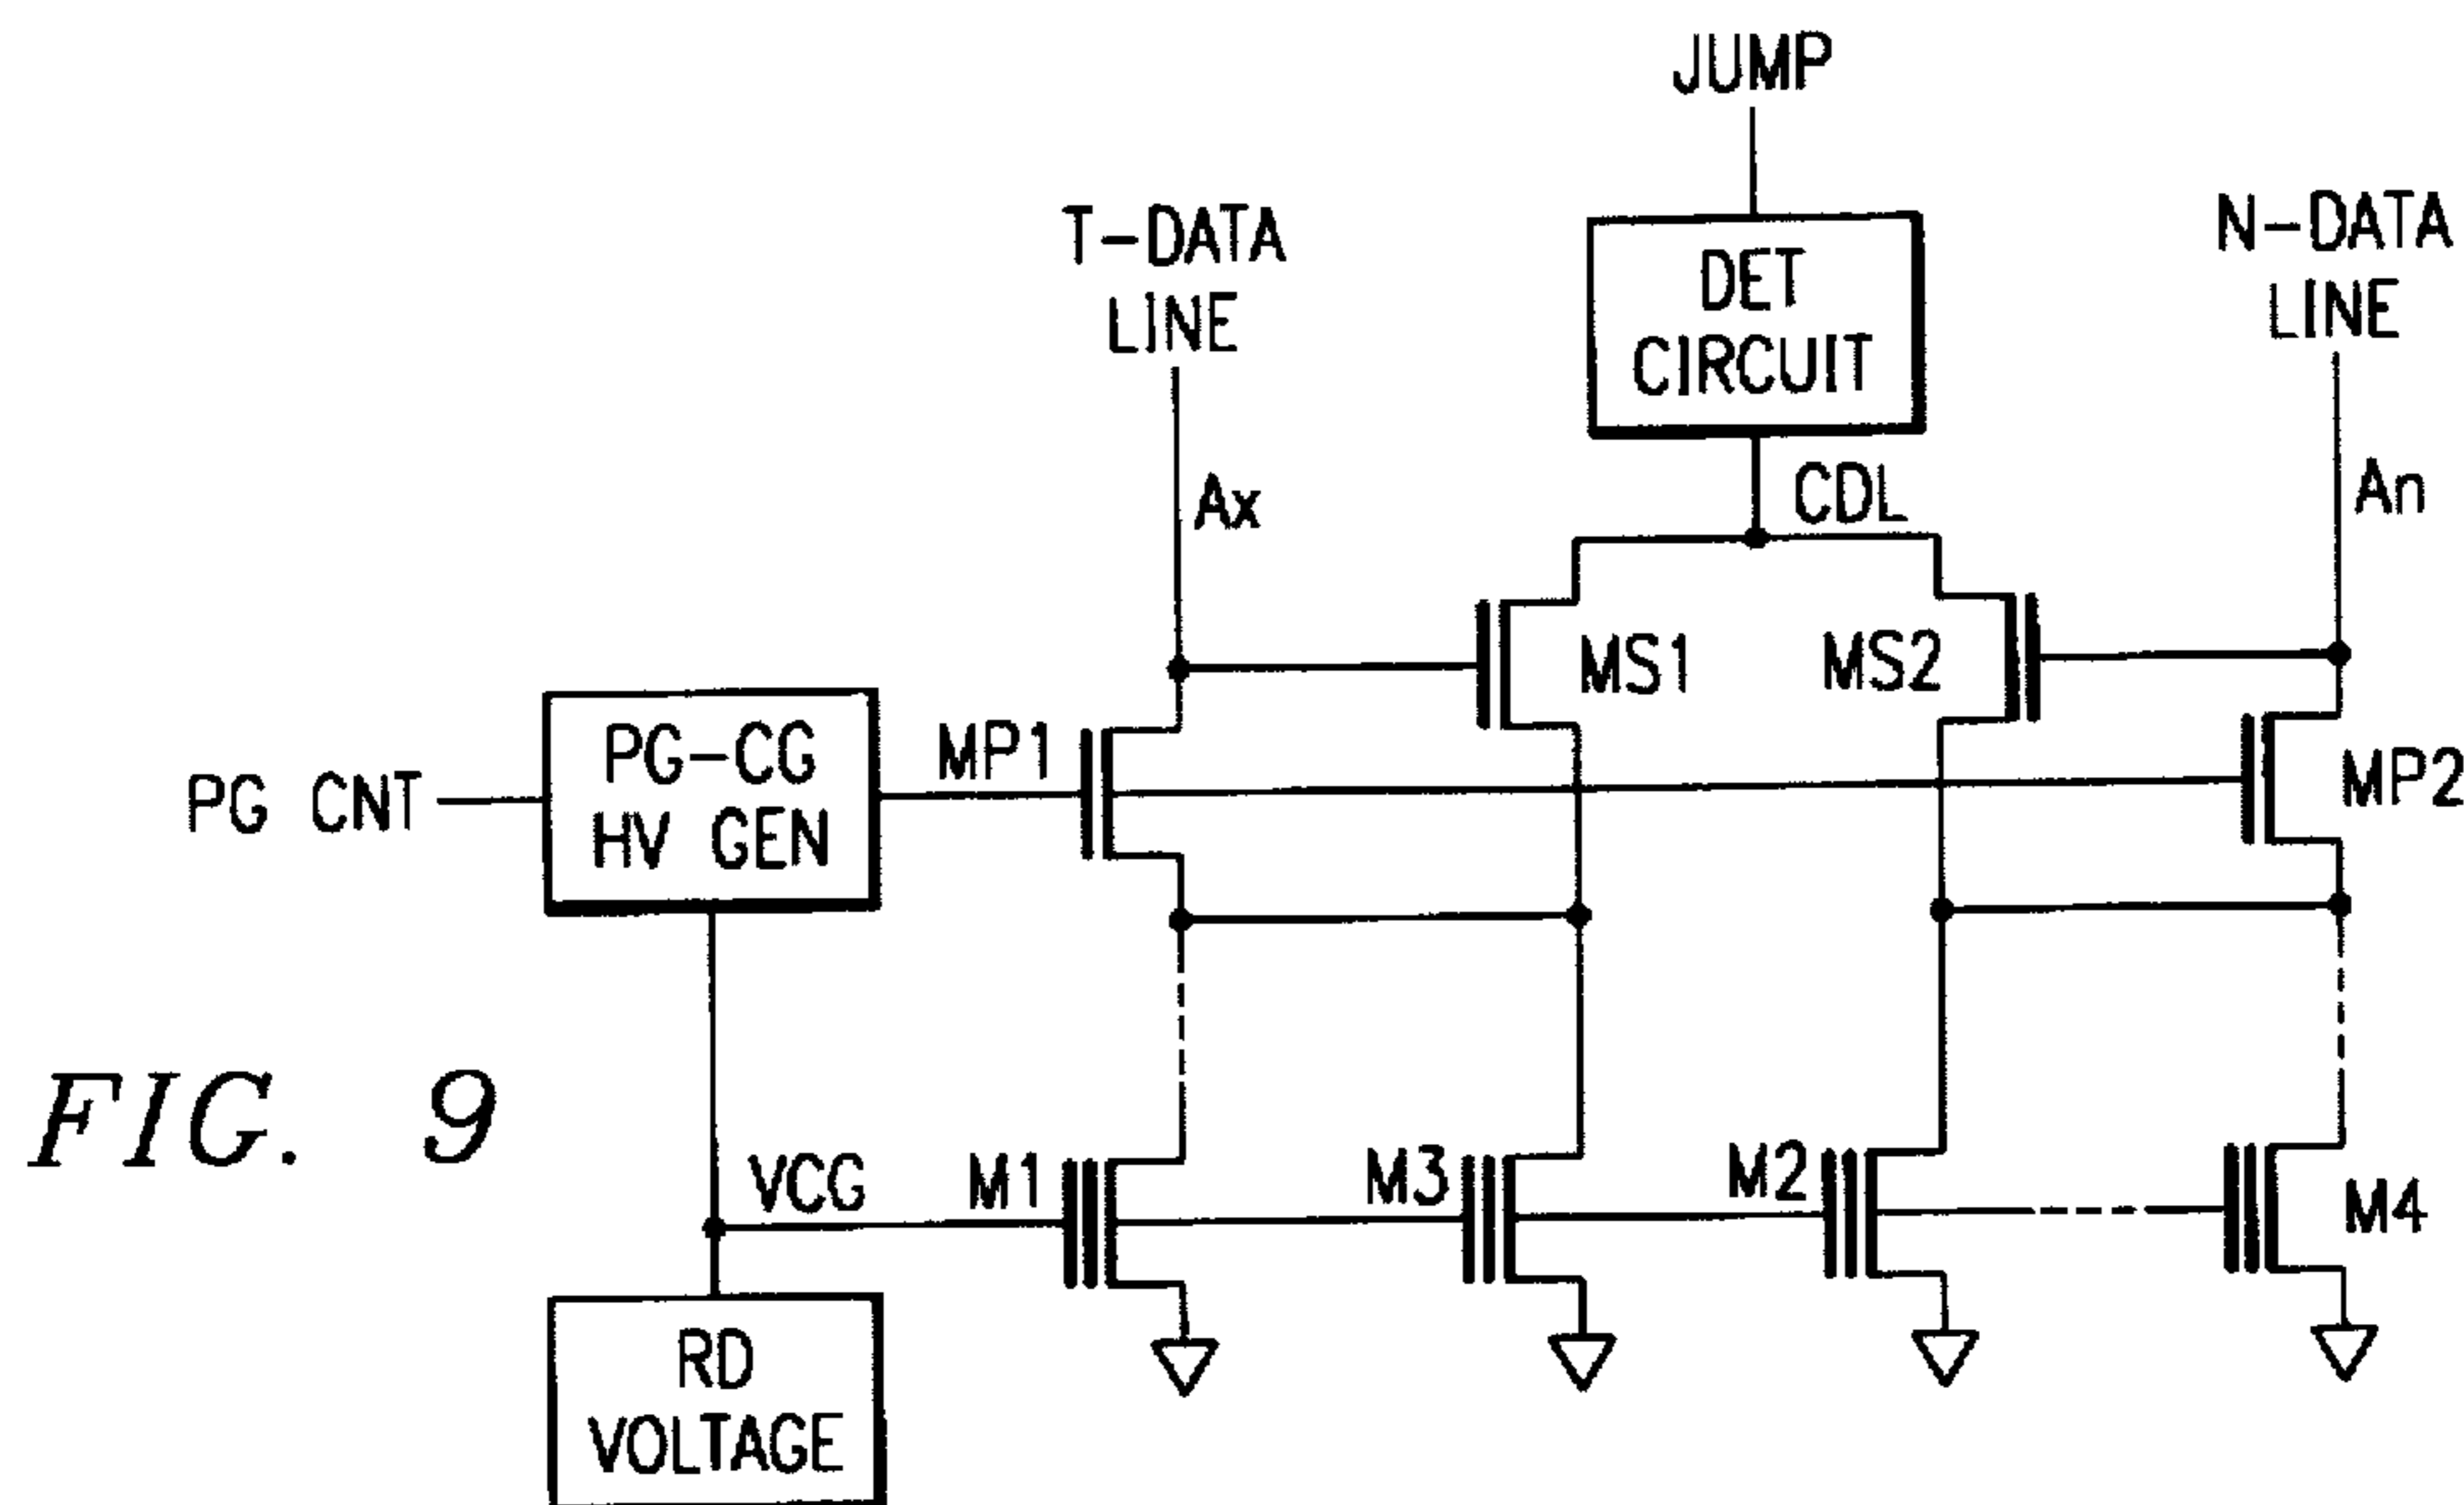 JUMP
T-DATA
LINE
DET
CIRCUIT
N-DATA
LINE
Ax
CDL
An
MS1
MS2
PG CNT
PG-CG
HV GEN
MP1
MP2
FIG. 9
VCG
M1
M3
M2
M4
RD
VOLTAGE